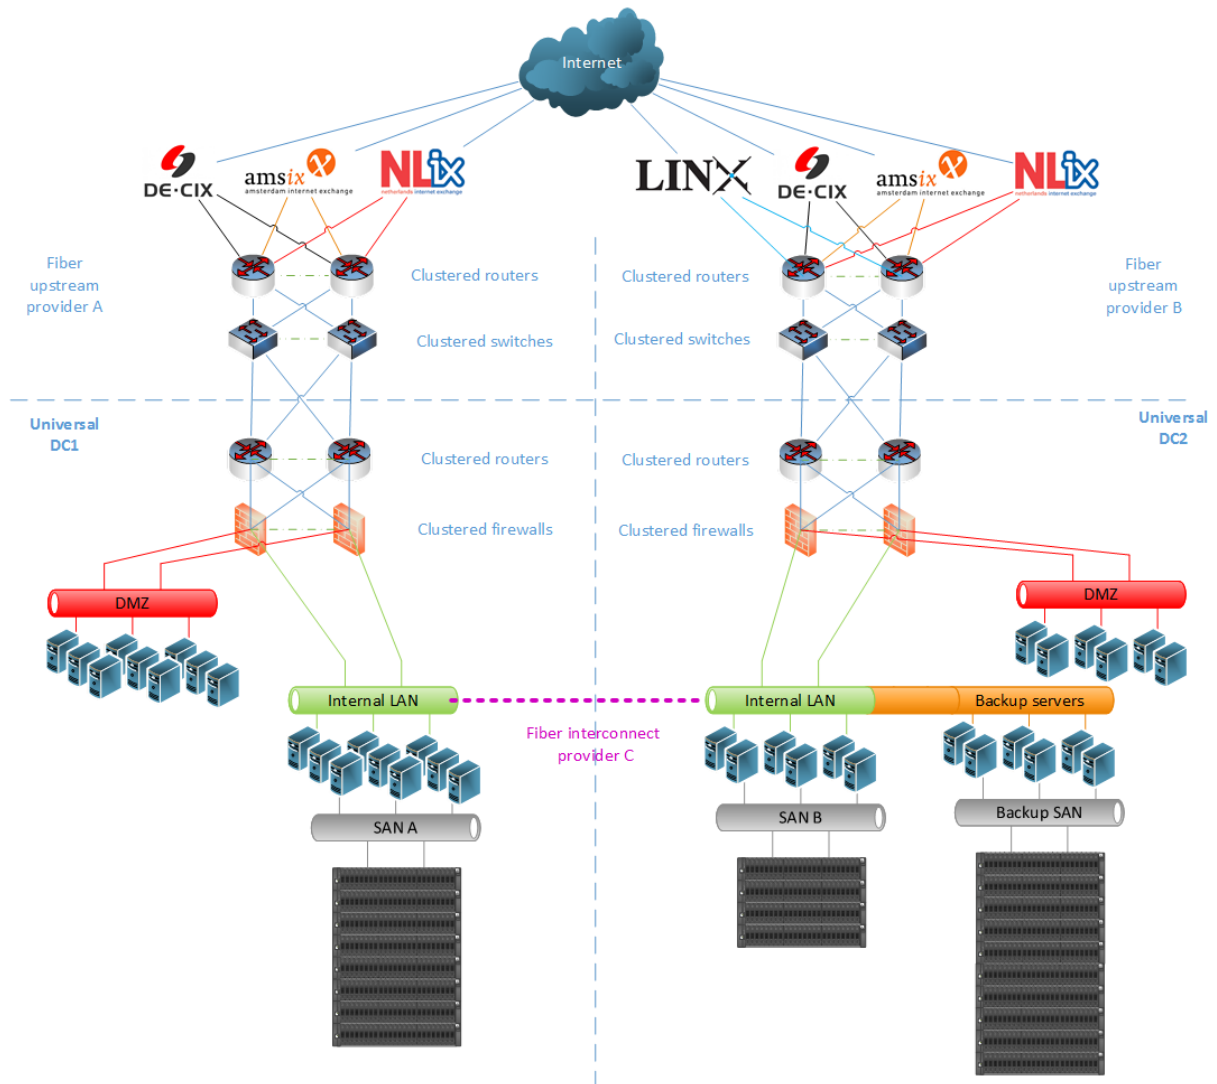 Internet
DE·CIX
amsix
amsterdam internet exchange
NLix
netherlands internet exchange
LINX
DE·CIX
amsix
amsterdam internet exchange
NLix
netherlands internet exchange
Fiber
upstream
provider A
Clustered routers
Clustered routers
Fiber
upstream
provider B
Clustered switches
Clustered switches
Universal
DC1
Universal
DC2
Clustered routers
Clustered routers
Clustered firewalls
Clustered firewalls
DMZ
DMZ
Internal LAN
Internal LAN
Backup servers
Fiber interconnect
provider C
SAN A
SAN B
Backup SAN